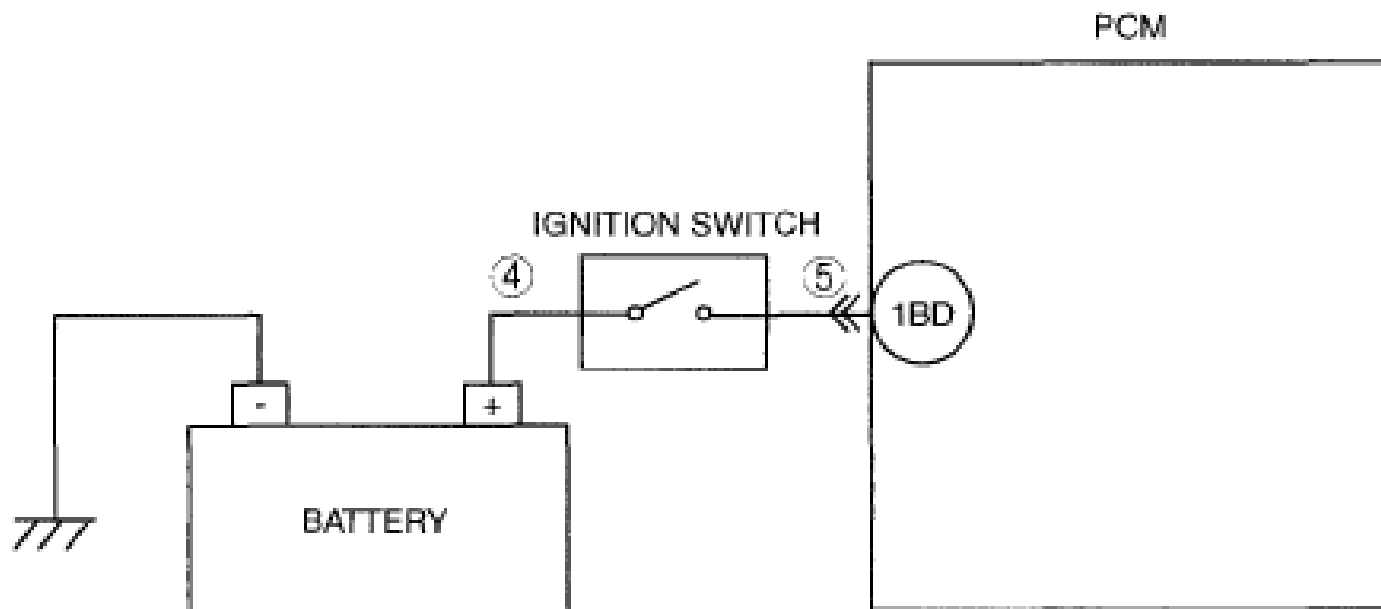 PCM
IGNITION SWITCH
④ ⑤
1BD
- +
BATTERY